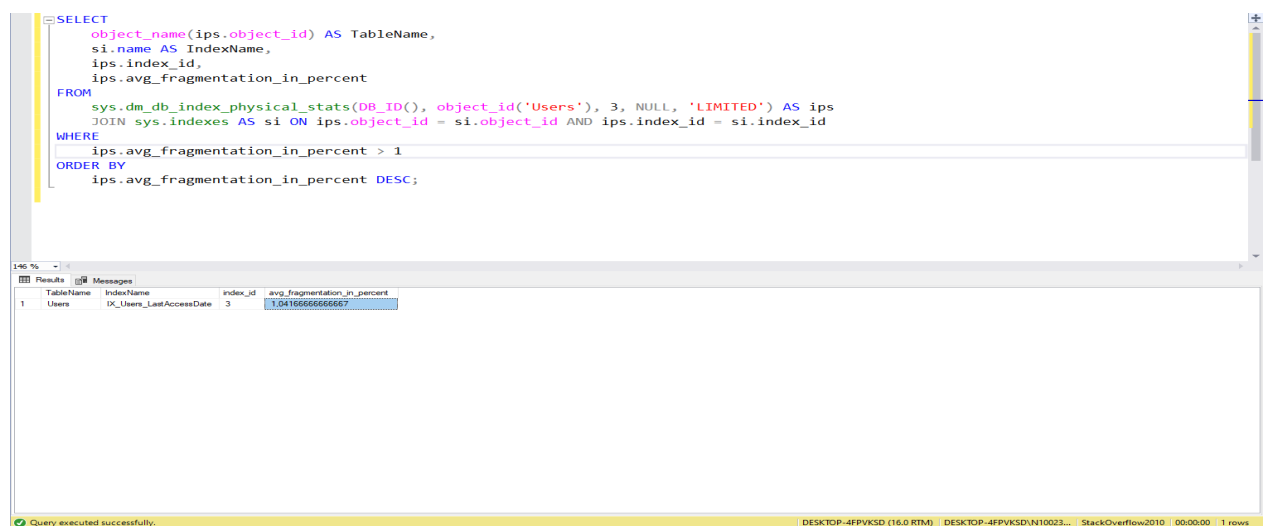 SELECT
object_name(ips.object_id) AS TableName,
si.name AS IndexName,
ips.index_id,
ips.avg_fragmentation_in_percent
FROM
sys.dm_db_index_physical_stats(DB_ID(), object_id('Users'), 3, NULL, 'LIMITED') AS ips
JOIN sys.indexes AS si ON ips.object_id = si.object_id AND ips.index_id = si.index_id
WHERE
ips.avg_fragmentation_in_percent > 1
ORDER BY
ips.avg_fragmentation_in_percent DESC;
146 %
Results Messages
TableName IndexName index_id avg_fragmentation_in_percent
1 Users IX_Users_LastAccessDate 3 1,04166666666667
Query executed successfully. DESKTOP-4FPVKSD (16.0 RTM) DESKTOP-4FPVKSD\N10023... StackOverflow2010 00:00:00 1 rows